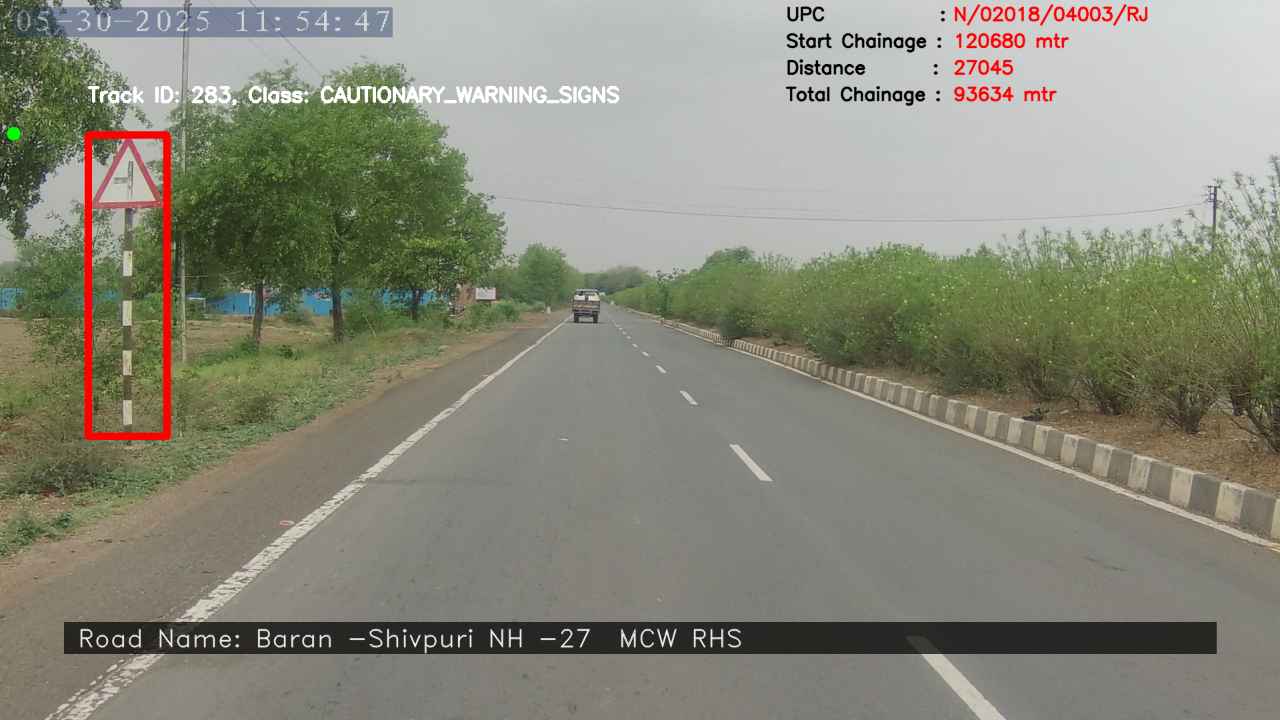 05-30-2025 11:54:47
UPC : N/02018/04003/RJ
Start Chainage : 120680 mtr
Distance : 27045
Total Chainage : 93634 mtr
Track ID: 283, Class: CAUTIONARY_WARNING_SIGNS
Road Name: Baran -Shivpuri NH -27 MCW RHS